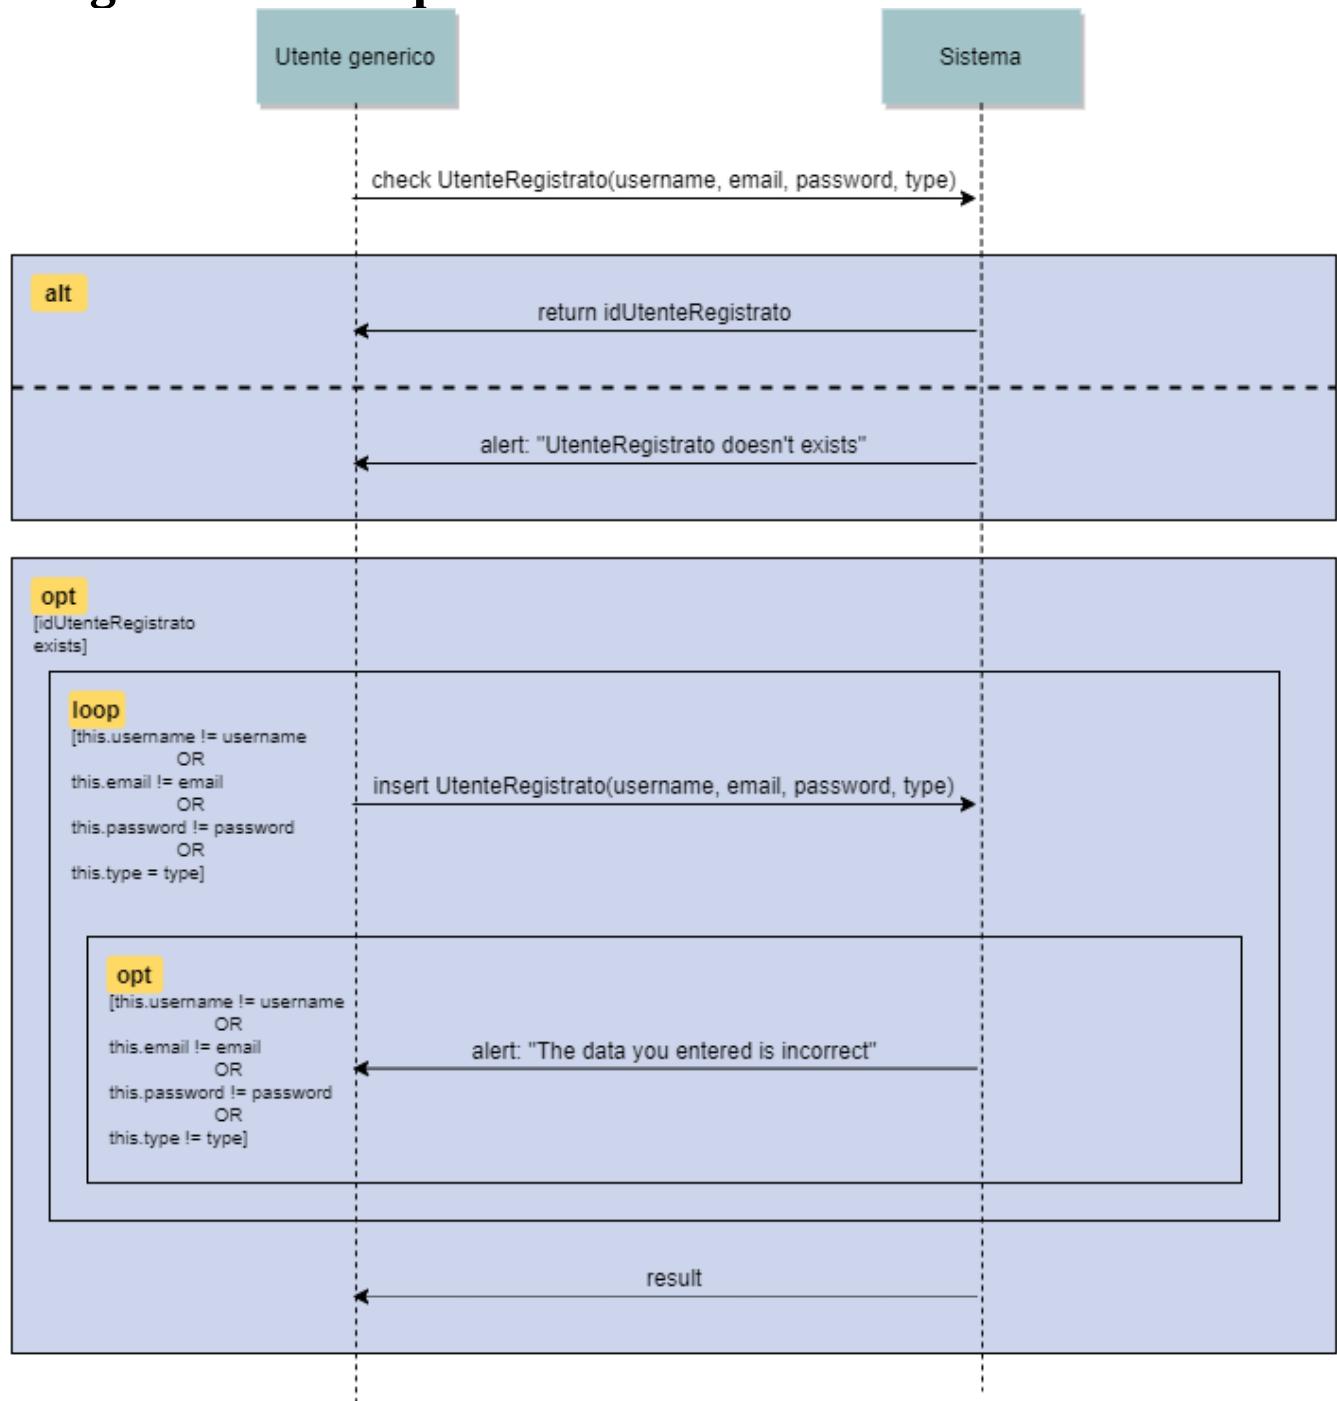 Utente generico
Sistema
check UtenteRegistrato(username, email, password, type)
alt
return idUtenteRegistrato
alert: "UtenteRegistrato doesn't exists"
opt
[idUtenteRegistrato
exists]
loop
[this.username != username
OR
this.email != email
OR
this.password != password
OR
this.type = type]
insert UtenteRegistrato(username, email, password, type)
opt
[this.username != username
OR
this.email != email
OR
this.password != password
OR
this.type != type]
alert: "The data you entered is incorrect"
result